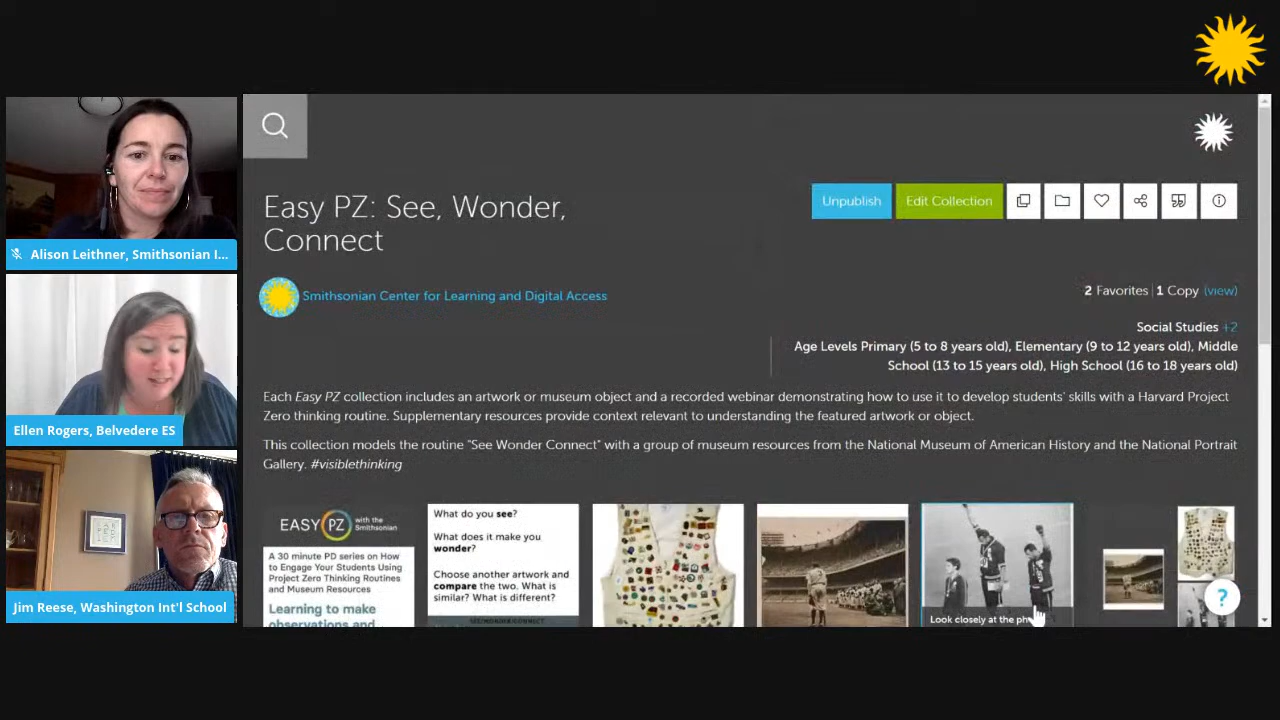 Alison Leithner, Smithsonian I...
Ellen Rogers, Belvedere ES
Jim Reese, Washington Int'l School
Easy PZ: See, Wonder,
Connect
Unpublish
Edit Collection
Smithsonian Center for Learning and Digital Access
2 Favorites | 1 Copy (view)
Social Studies +2
Age Levels Primary (5 to 8 years old), Elementary (9 to 12 years old), Middle
School (13 to 15 years old), High School (16 to 18 years old)
Each Easy PZ collection includes an artwork or museum object and a recorded webinar demonstrating how to use it to develop students' skills with a Harvard Project
Zero thinking routine. Supplementary resources provide context relevant to understanding the featured artwork or object.
This collection models the routine "See Wonder Connect" with a group of museum resources from the National Museum of American History and the National Portrait
Gallery. #visiblethinking
EASY PZ with the
Smithsonian
A 30 minute PD series on How
to Engage Your Students Using
Project Zero Thinking Routines
and Museum Resources
Learning to make
observations and
What do you see?
What does it make you
wonder?
Choose another artwork and
compare the two. What is
similar? What is different?
SEE/WONDER/CONNECT
Look closely at the ph
?